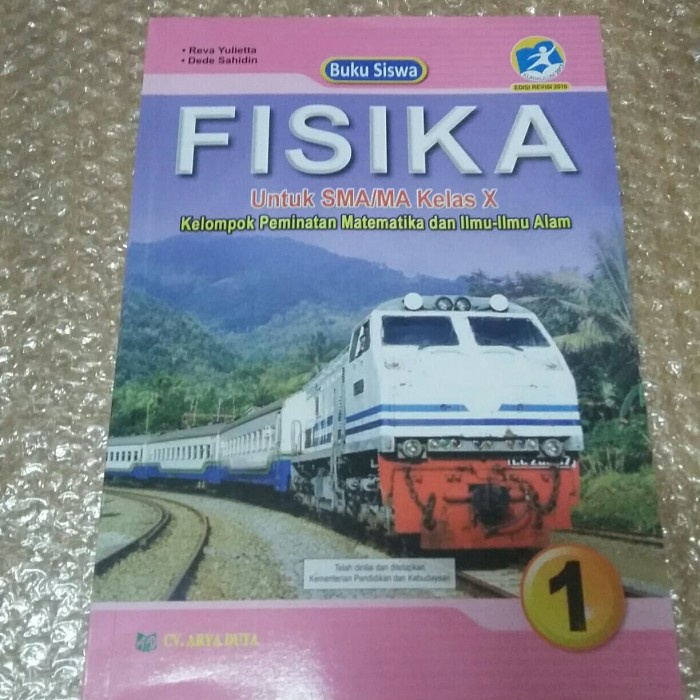 • Reva Yulietta
• Dede Sahidin
Buku Siswa
EDISI REVISI 2016
FISIKA
Untuk SMA/MA Kelas X
Kelompok Peminatan Matematika dan Ilmu-Ilmu Alam
Telah dinilai dan ditetapkan
Kementerian Pendidikan dan Kebudayaan
1
CV. ARYA DUTA